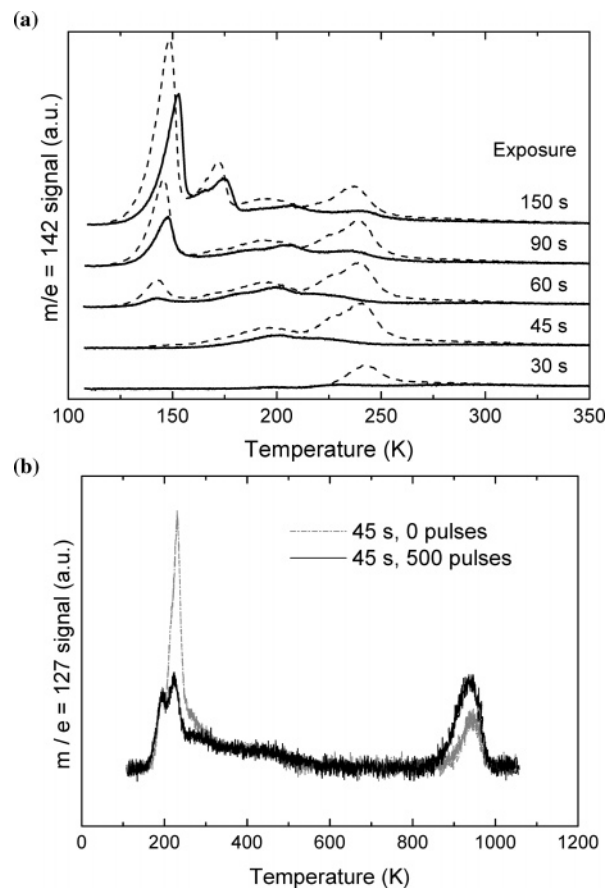 (a)
m/e = 142 signal (a.u.)
Exposure
150 s
90 s
60 s
45 s
30 s
100 150 200 250 300 350
Temperature (K)
(b)
m / e = 127 signal (a.u.)
45 s, 0 pulses
45 s, 500 pulses
0 200 400 600 800 1000 1200
Temperature (K)